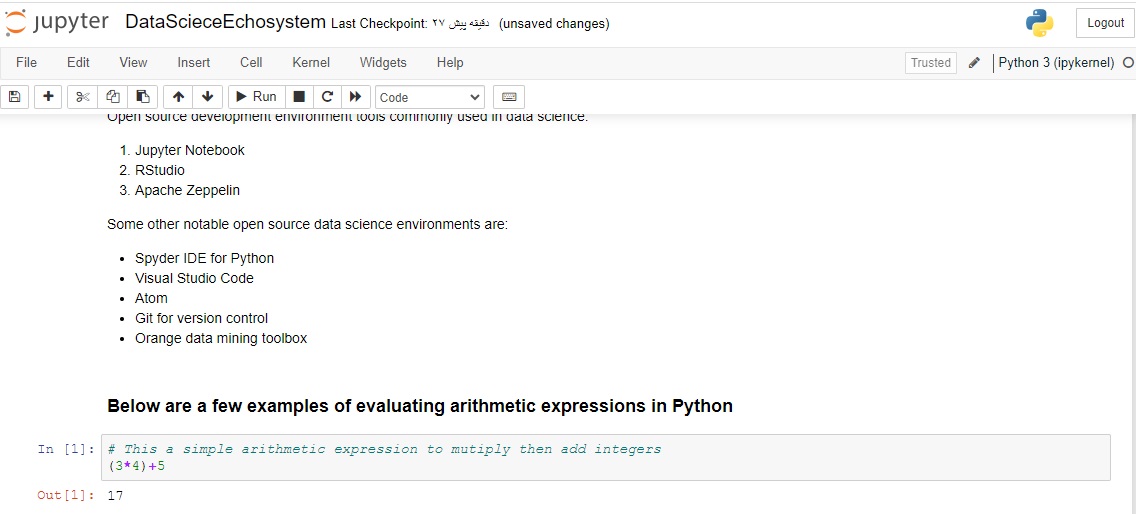 jupyter DataScieceEchosystem Last Checkpoint: ۲۷ دقیقه پیش (unsaved changes)
Logout
File Edit View Insert Cell Kernel Widgets Help
Trusted Python 3 (ipykernel)
Run Code
Open source development environment tools commonly used in data science.
1. Jupyter Notebook
2. RStudio
3. Apache Zeppelin
Some other notable open source data science environments are:
• Spyder IDE for Python
• Visual Studio Code
• Atom
• Git for version control
• Orange data mining toolbox
Below are a few examples of evaluating arithmetic expressions in Python
In [1]: # This a simple arithmetic expression to mutiply then add integers
(3*4)+5
Out[1]: 17